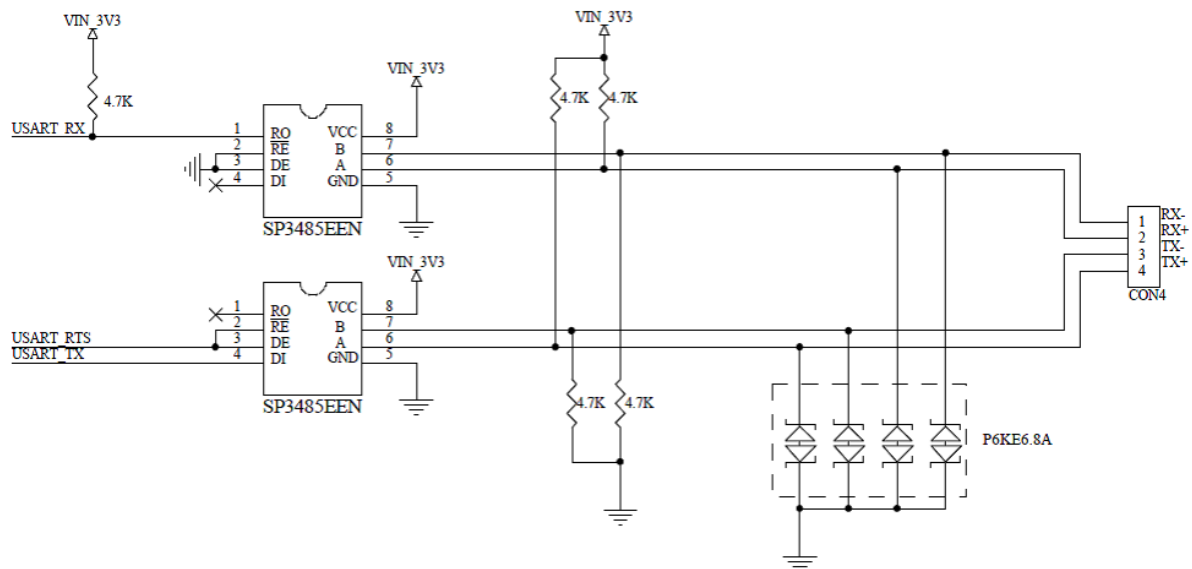 VIN_3V3
4.7K
USART_RX
VIN_3V3
1 RO VCC 8
2 RE B 7
3 DE A 6
4 DI GND 5
SP3485EEN
VIN_3V3
4.7K 4.7K
VIN_3V3
1 RO VCC 8
2 RE B 7
3 DE A 6
4 DI GND 5
USART_RTS
USART_TX
SP3485EEN
4.7K 4.7K
1 RX-
2 RX+
3 TX-
4 TX+
CON4
P6KE6.8A